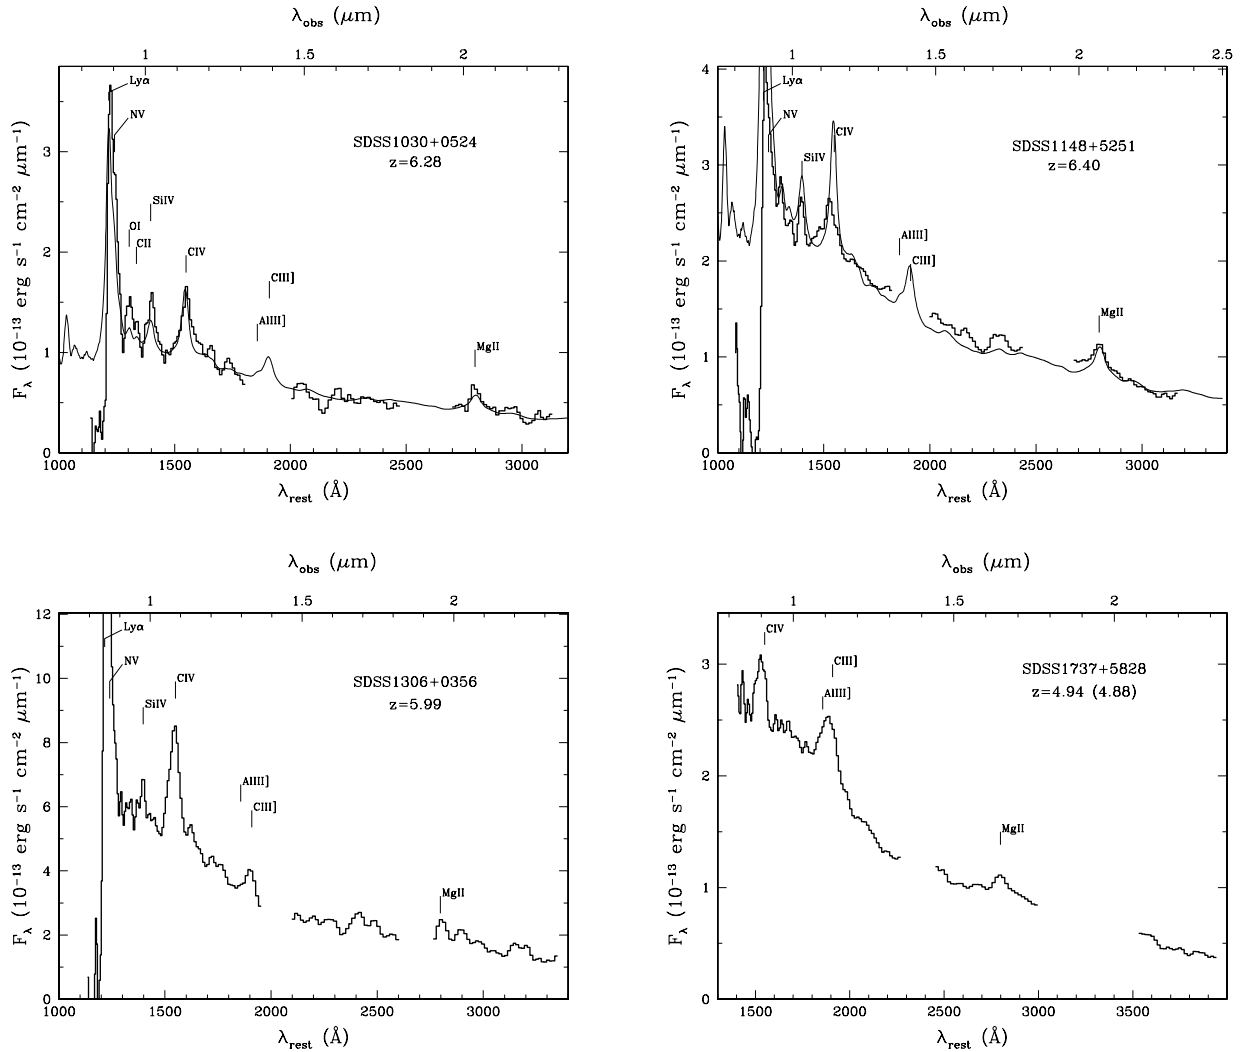 λobs (μm)
1 1.5 2
Lyα
NV
SDSS1030+0524
z=6.28
SiIV
OI
CII
CIV
CIII]
AlIII]
MgII
Fλ (10−13 erg s−1 cm−2 μm−1)
0 1 2 3
1000 1500 2000 2500 3000
λrest (Å)
λobs (μm)
1 1.5 2 2.5
Lyα
NV
CIV
SDSS1148+5251
z=6.40
SiIV
AlIII]
CIII]
MgII
Fλ (10−13 erg s−1 cm−2 μm−1)
0 1 2 3 4
1000 1500 2000 2500 3000
λrest (Å)
λobs (μm)
1 1.5 2
Lyα
NV
CIV
SDSS1306+0356
z=5.99
SiIV
AlIII]
CIII]
MgII
Fλ (10−13 erg s−1 cm−2 μm−1)
0 2 4 6 8 10 12
1000 1500 2000 2500 3000
λrest (Å)
λobs (μm)
1 1.5 2
CIV
CIII]
SDSS1737+5828
AlIII]
z=4.94 (4.88)
MgII
Fλ (10−13 erg s−1 cm−2 μm−1)
0 1 2 3
1500 2000 2500 3000 3500
λrest (Å)